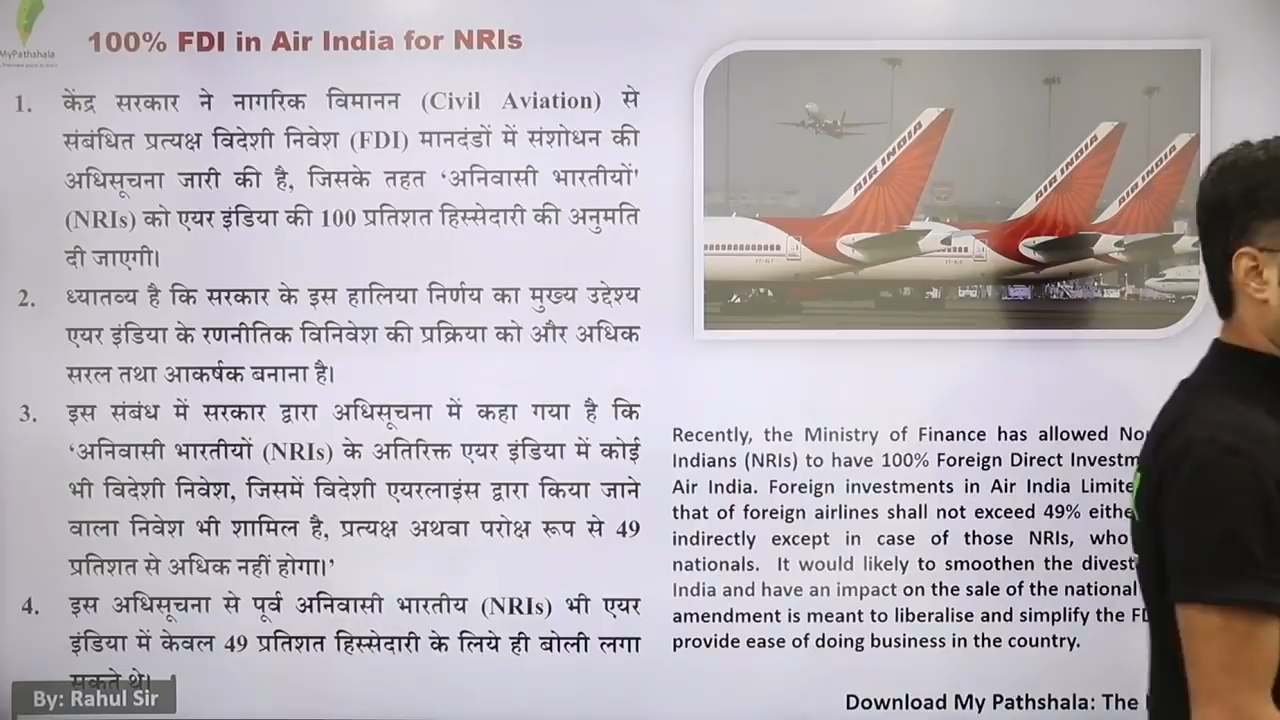 MyPathshala
100% FDI in Air India for NRIs
1. केंद्र सरकार ने नागरिक विमानन (Civil Aviation) से
संबंधित प्रत्यक्ष विदेशी निवेश (FDI) मानदंडों में संशोधन की
अधिसूचना जारी की है, जिसके तहत ‘अनिवासी भारतीयों'
(NRIs) को एयर इंडिया की 100 प्रतिशत हिस्सेदारी की अनुमति
दी जाएगी।
2. ध्यातव्य है कि सरकार के इस हालिया निर्णय का मुख्य उद्देश्य
एयर इंडिया के रणनीतिक विनिवेश की प्रक्रिया को और अधिक
सरल तथा आकर्षक बनाना है।
3. इस संबंध में सरकार द्वारा अधिसूचना में कहा गया है कि
‘अनिवासी भारतीयों (NRIs) के अतिरिक्त एयर इंडिया में कोई
भी विदेशी निवेश, जिसमें विदेशी एयरलाइंस द्वारा किया जाने
वाला निवेश भी शामिल है, प्रत्यक्ष अथवा परोक्ष रूप से 49
प्रतिशत से अधिक नहीं होगा।’
4. इस अधिसूचना से पूर्व अनिवासी भारतीय (NRIs) भी एयर
इंडिया में केवल 49 प्रतिशत हिस्सेदारी के लिये ही बोली लगा
सकते थे।
By: Rahul Sir
AIR INDIA
AIR INDIA
AIR INDIA
Recently, the Ministry of Finance has allowed No
Indians (NRIs) to have 100% Foreign Direct Investm
Air India. Foreign investments in Air India Limite
that of foreign airlines shall not exceed 49% eithe
indirectly except in case of those NRIs, who
nationals. It would likely to smoothen the divest
India and have an impact on the sale of the national
amendment is meant to liberalise and simplify the FD
provide ease of doing business in the country.
Download My Pathshala: The